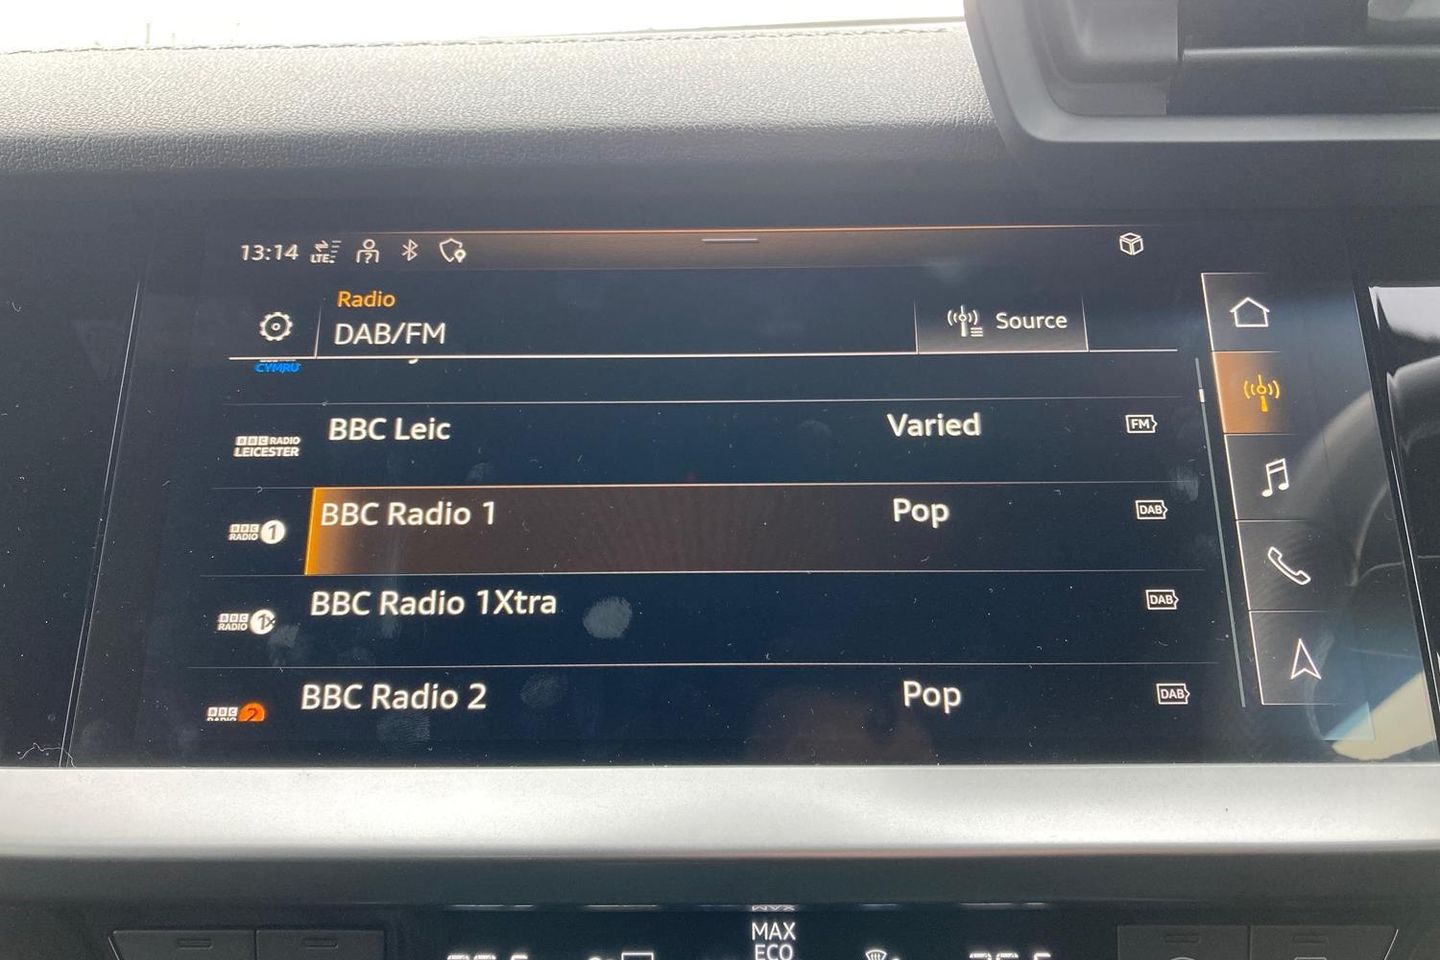 13:14 LTE
Radio
DAB/FM
Source
CYMRU
BBC RADIO
LEICESTER
BBC Leic
Varied
FM
BBC
RADIO 1
BBC Radio 1
Pop
DAB
BBC
RADIO 1X
BBC Radio 1Xtra
DAB
BBC
RADIO 2
BBC Radio 2
Pop
DAB
MAX
MAX
ECO